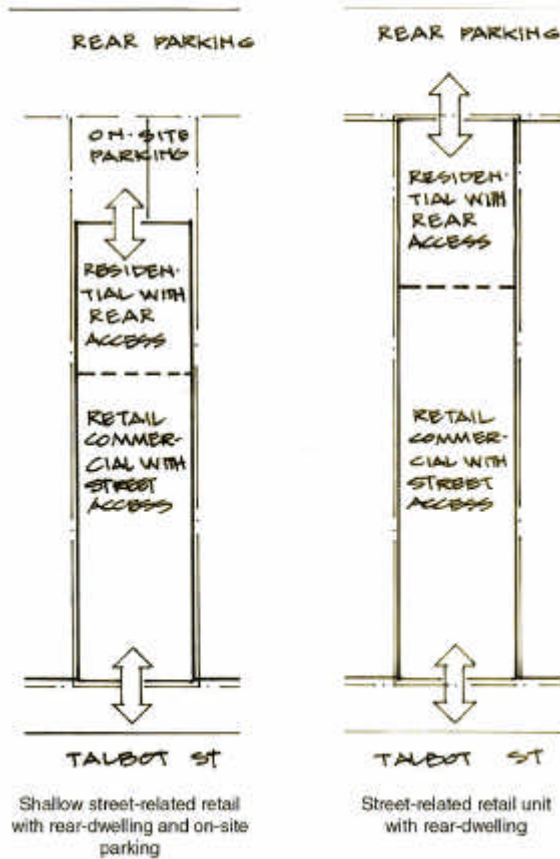 REAR PARKING
ON-SITE
PARKING
RESIDEN-
TIAL WITH
REAR
ACCESS
RETAIL
COMMER-
CIAL WITH
STREET
ACCESS
TALBOT ST
Shallow street-related retail
with rear-dwelling and on-site
parking
REAR PARKING
RESIDEN-
TIAL WITH
REAR
ACCESS
RETAIL
COMMER-
CIAL WITH
STREET
ACCESS
TALBOT ST
Street-related retail unit
with rear-dwelling